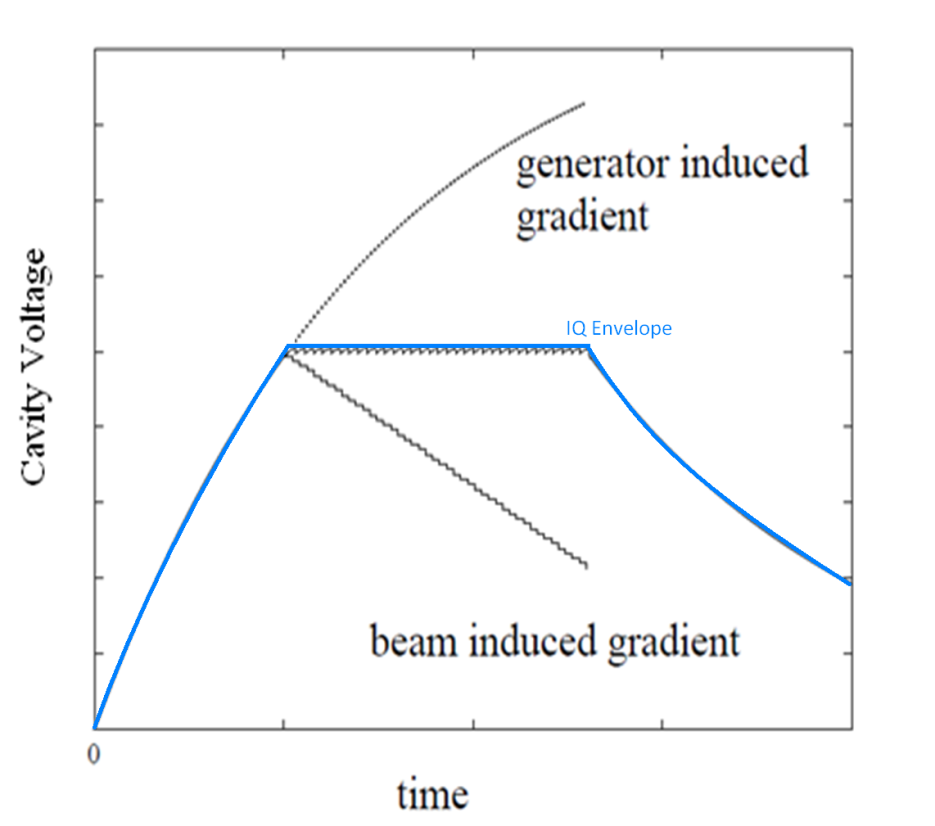 generator induced
gradient
IQ Envelope
Cavity Voltage
beam induced gradient
0
time